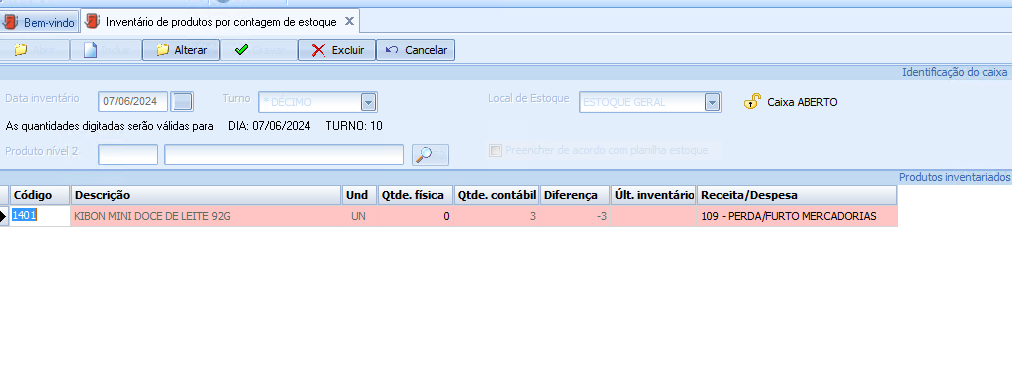 Bem-vindo
Inventário de produtos por contagem de estoque
Abrir Incluir Alterar Gravar Excluir Cancelar
Identificação do caixa
Data inventário 07/06/2024 Turno * DÉCIMO Local de Estoque ESTOQUE GERAL Caixa ABERTO
As quantidades digitadas serão válidas para DIA: 07/06/2024 TURNO: 10
Produto nível 2 Preencher de acordo com planilha estoque
Produtos inventariados
Código Descrição Und Qtde. física Qtde. contábil Diferença Últ. inventário Receita/Despesa
1401 KIBON MINI DOCE DE LEITE 92G UN 0 3 -3 109 - PERDA/FURTO MERCADORIAS